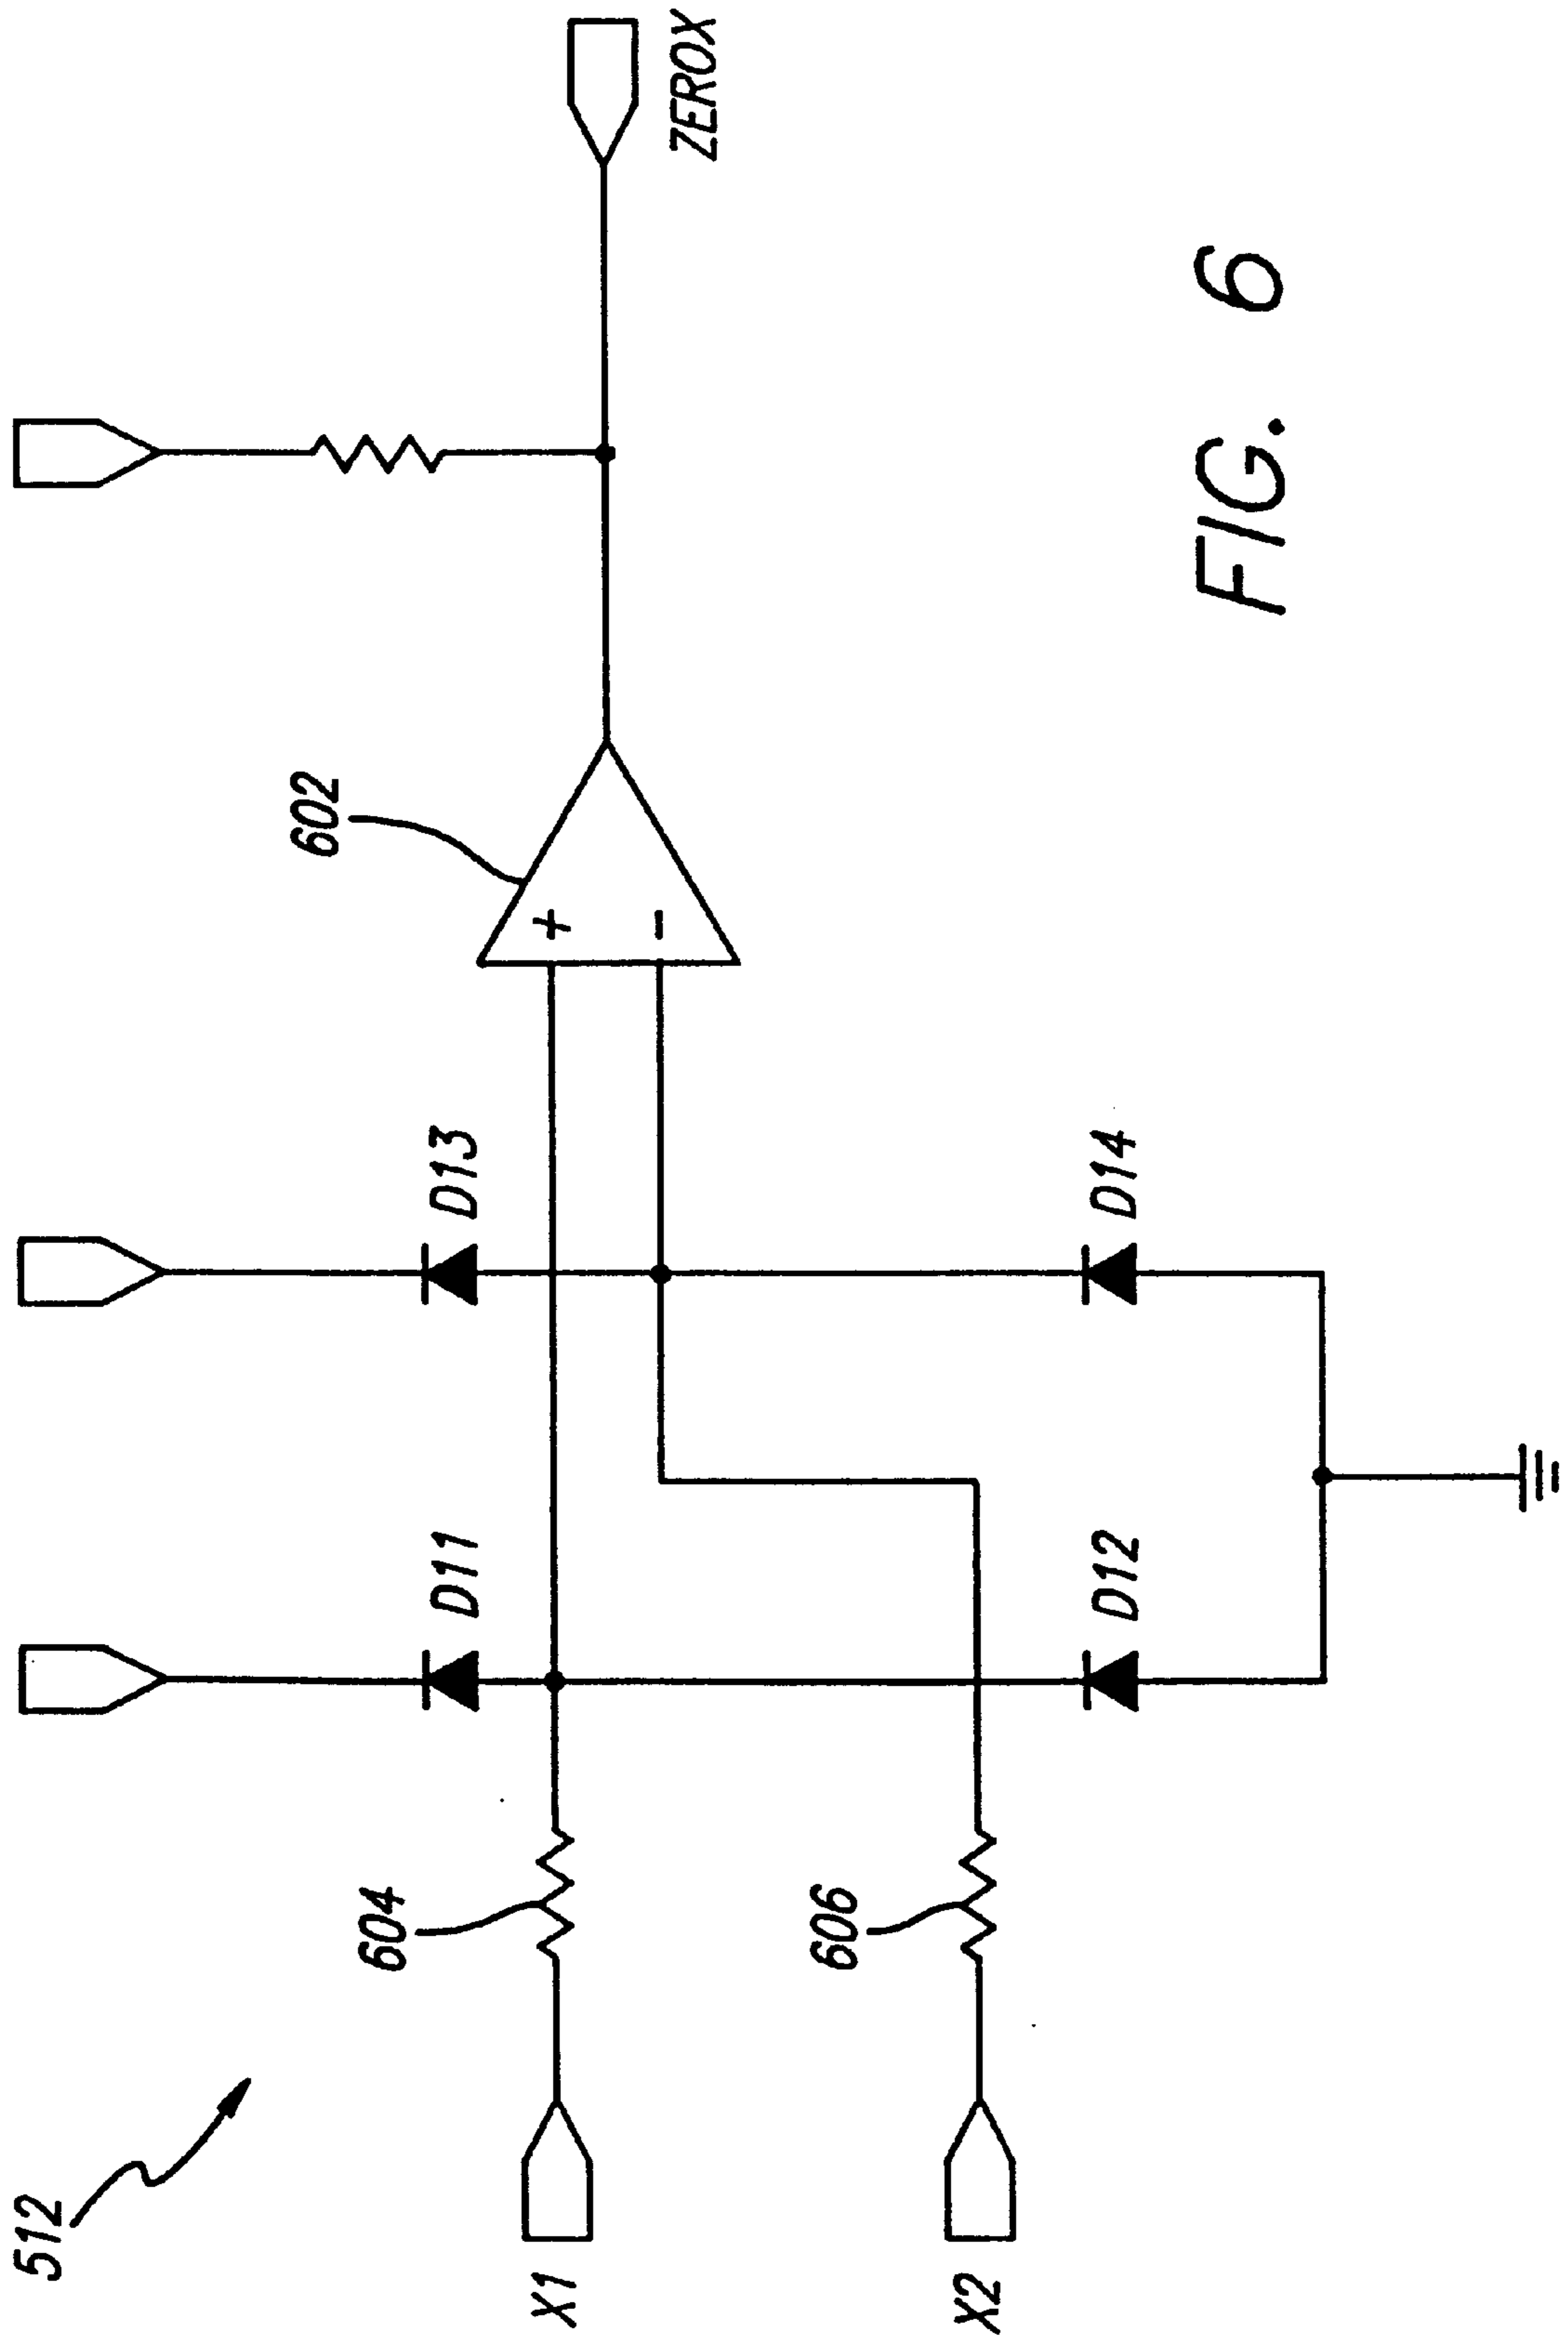 512
X1
X2
604
606
D11
D12
D13
D14
602
+
-
ZEROX
FIG. 6